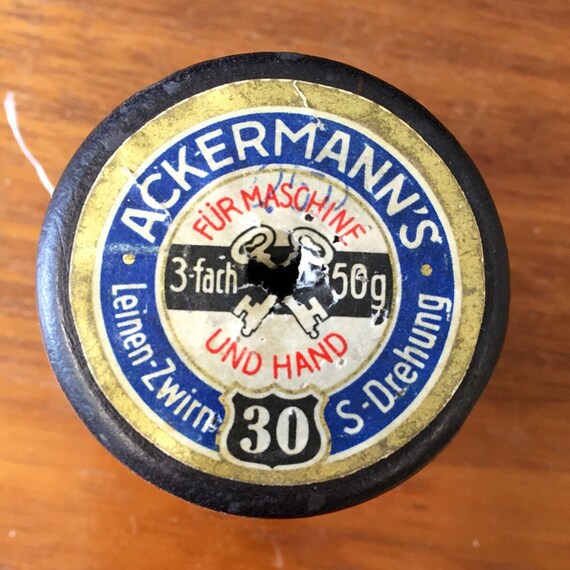 ACKERMANN'S
FÜR MASCHINE
3-fach 50g
UND HAND
Leinen-Zwirn S-Drehung
30